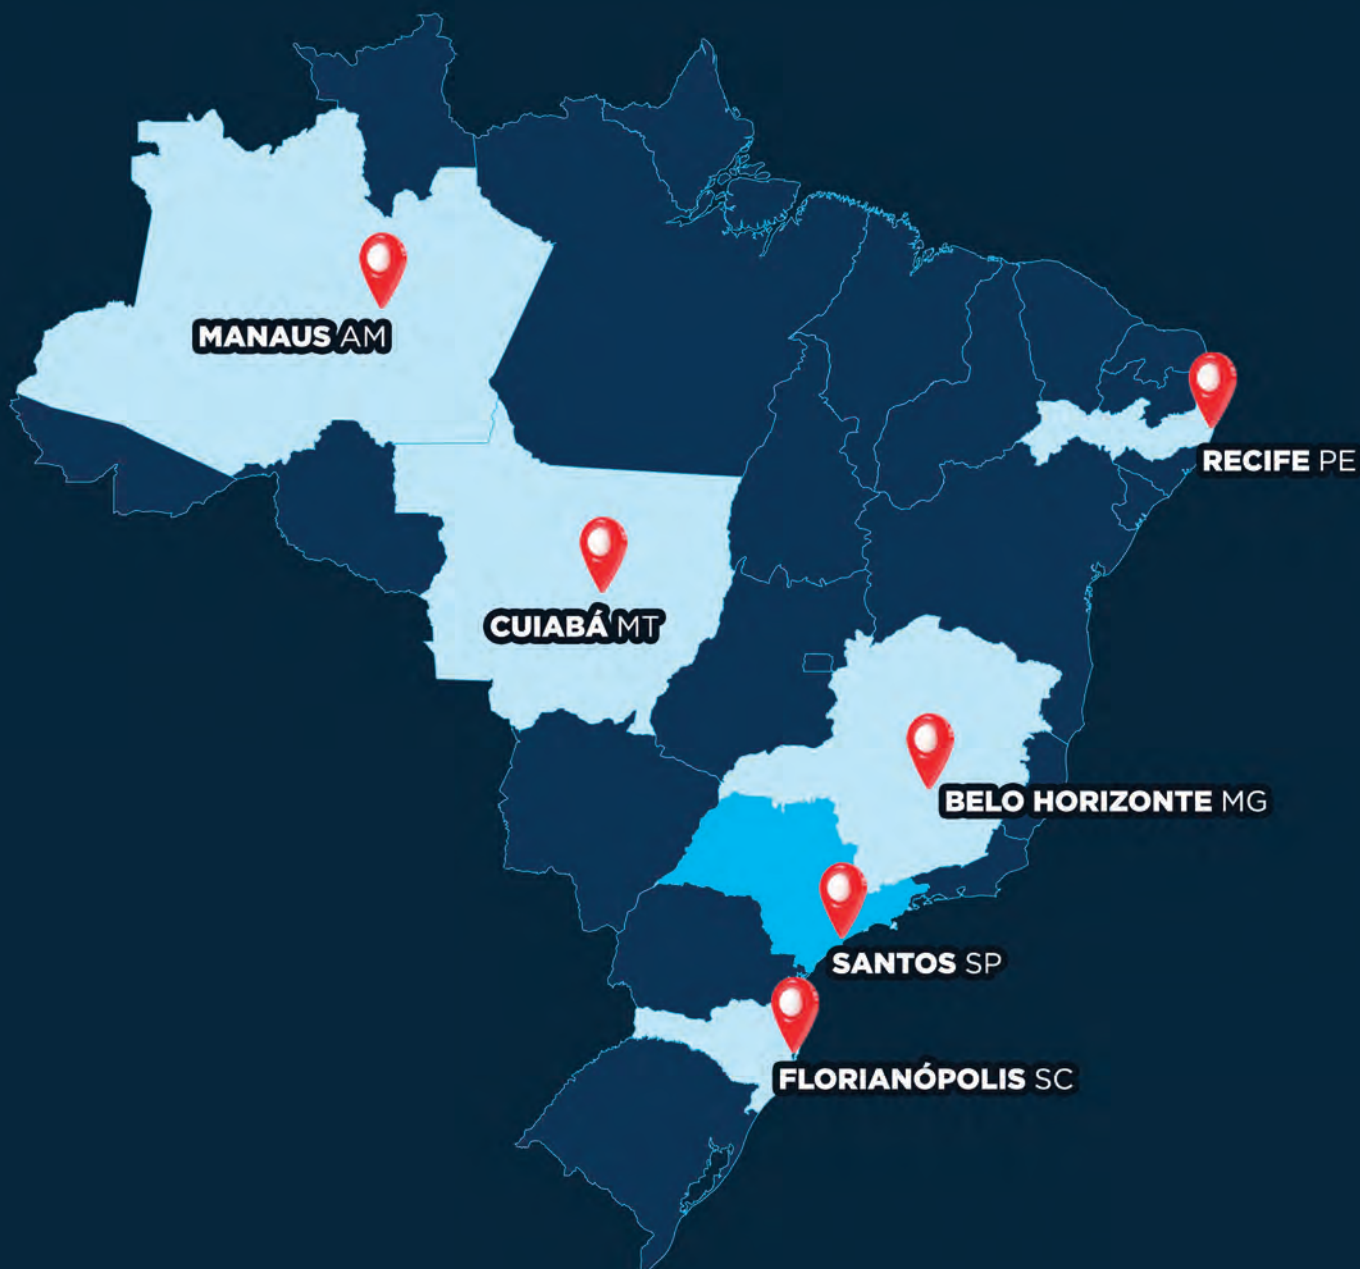 MANAUS AM
RECIFE PE
CUIABÁ MT
BELO HORIZONTE MG
SANTOS SP
FLORIANÓPOLIS SC